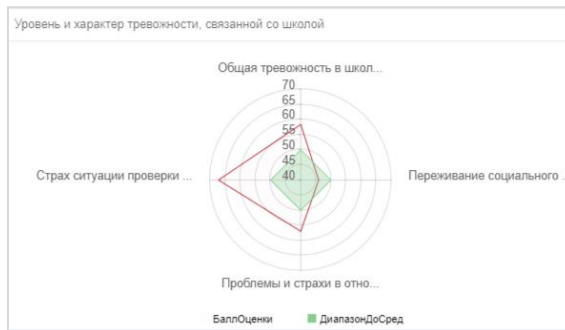 Уровень и характер тревожности, связанной со школой
Общая тревожность в школ...
70
65
60
55
50
45
40
Страх ситуации проверки ...
Переживание социального .
Проблемы и страхи в отно...
БаллОценки
ДиапазонДоСред